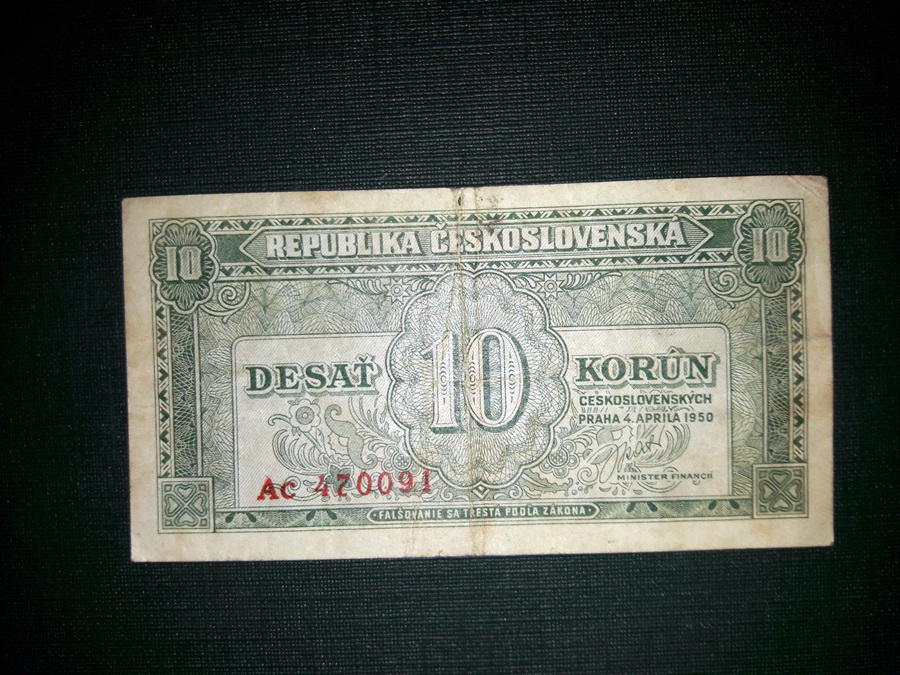 10 REPUBLIKA ČESKOSLOVENSKÁ 10
DESAŤ 10 KORÚN
ČESKOSLOVENSKÝCH
PRAHA 4. APRÍLA 1950
MINISTER FINANCIÍ
AC 470091
•FALŠOVANIE SA TRESTÁ PODĽA ZÁKONA•